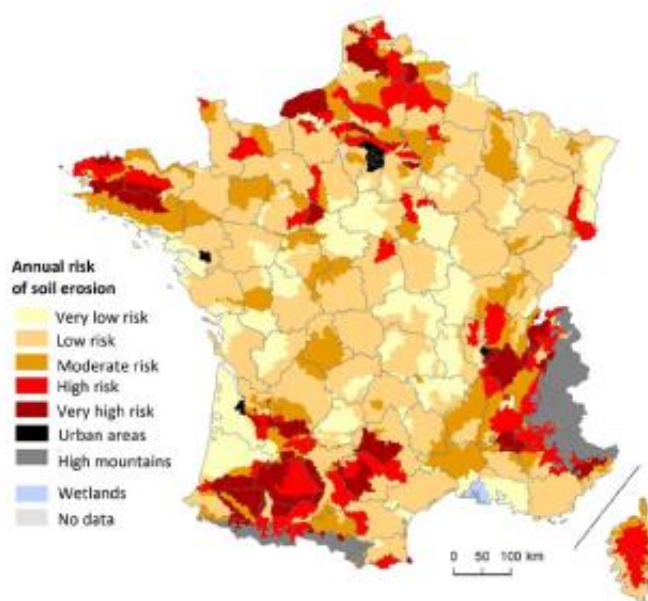 Annual risk
of soil erosion
Very low risk
Low risk
Moderate risk
High risk
Very high risk
Urban areas
High mountains
Wetlands
No data
0 50 100 km